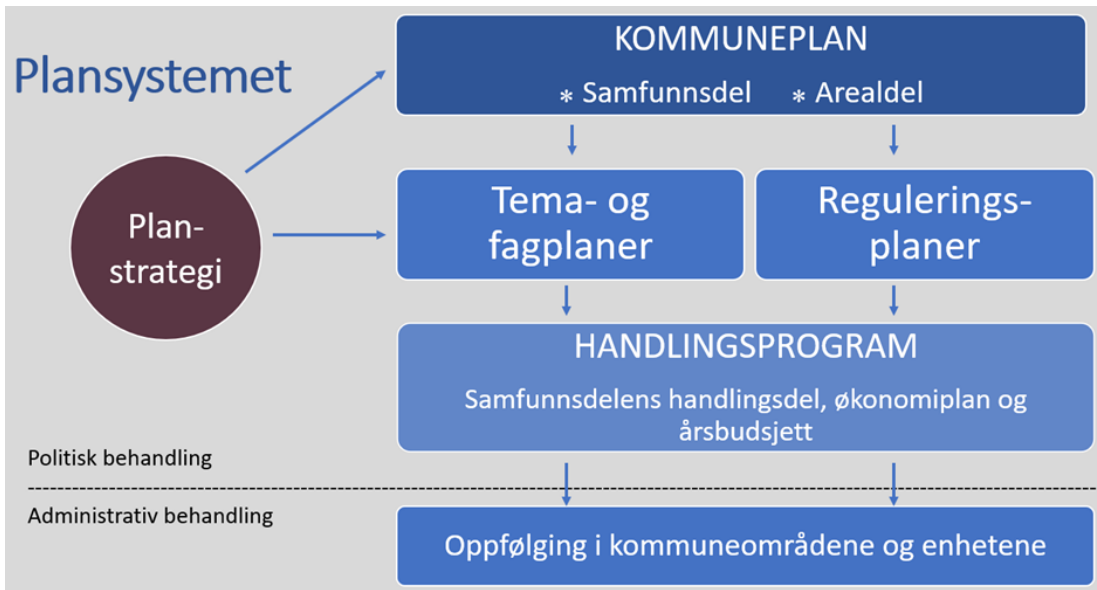 Plansystemet
KOMMUNEPLAN
* Samfunnsdel * Arealdel
Plan-
strategi
Tema- og
fagplaner
Regulerings-
planer
HANDLINGSPROGRAM
Samfunnsdelens handlingsdel, økonomiplan og
årsbudsjett
Politisk behandling
Administrativ behandling
Oppfølging i kommuneområdene og enhetene